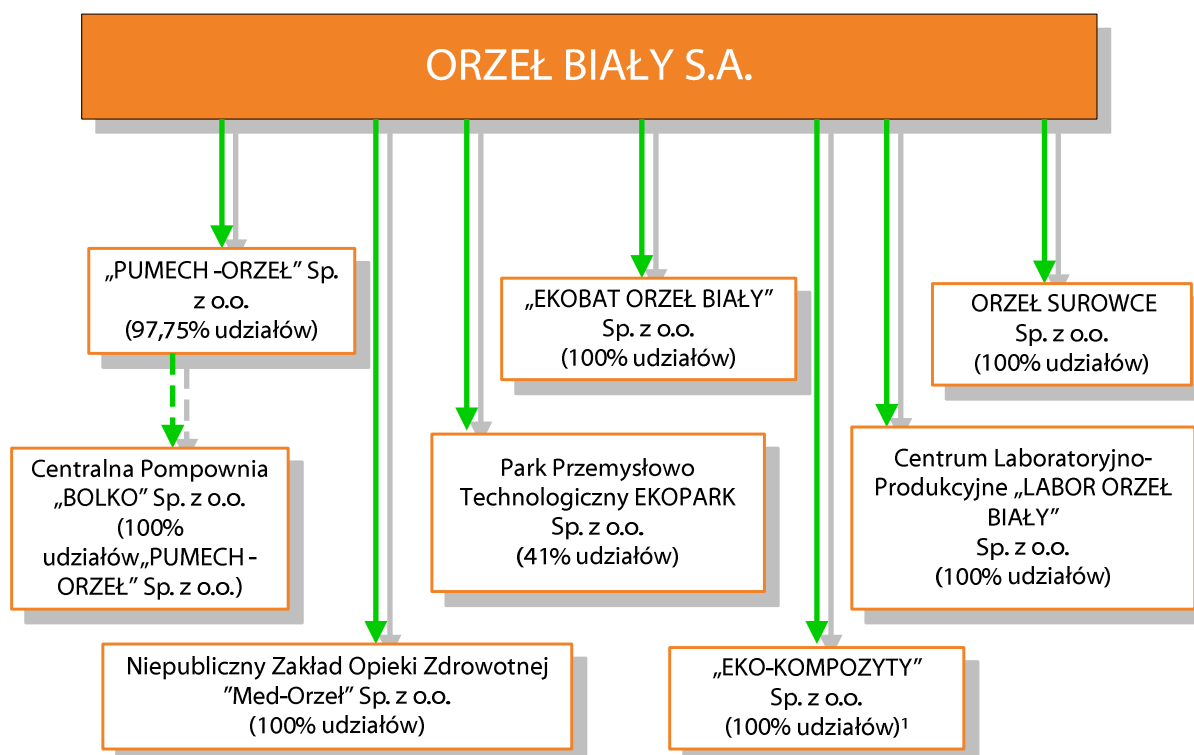 ORZEŁ BIAŁY S.A.
„PUMECH -ORZEŁ” Sp.
z o.o.
(97,75% udziałów)
„EKOBAT ORZEŁ BIAŁY”
Sp. z o.o.
(100% udziałów)
ORZEŁ SUROWCE
Sp. z o.o.
(100% udziałów)
Centralna Pompownia
„BOLKO” Sp. z o.o.
(100%
udziałów„PUMECH -
ORZEŁ” Sp. z o.o.)
Park Przemysłowo
Technologiczny EKOPARK
Sp. z o.o.
(41% udziałów)
Centrum Laboratoryjno-
Produkcyjne „LABOR ORZEŁ
BIAŁY”
Sp. z o.o.
(100% udziałów)
Niepubliczny Zakład Opieki Zdrowotnej
”Med-Orzeł” Sp. z o.o.
(100% udziałów)
„EKO-KOMPOZYTY”
Sp. z o.o.
(100% udziałów)¹